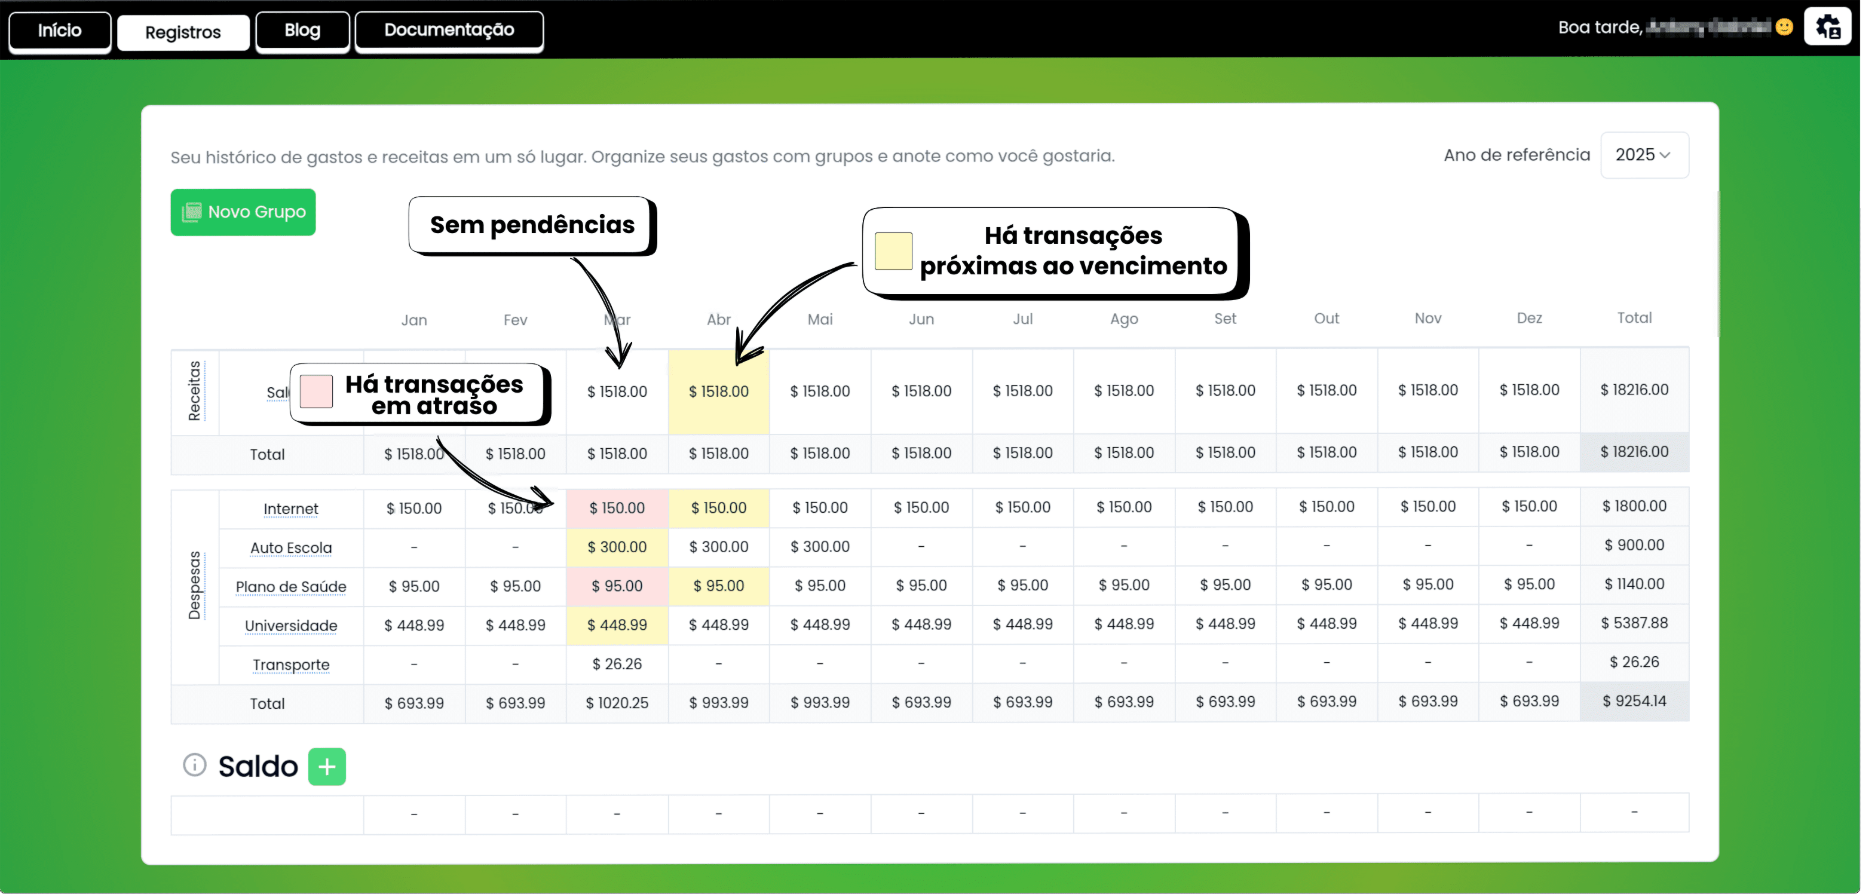 Início Registros Blog Documentação Boa tarde,
Seu histórico de gastos e receitas em um só lugar. Organize seus gastos com grupos e anote como você gostaria. Ano de referência 2025
Novo Grupo
Sem pendências
Há transações
próximas ao vencimento
Jan Fev Mar Abr Mai Jun Jul Ago Set Out Nov Dez Total
Há transações
em atraso
Receitas $ 1518.00 $ 1518.00 $ 1518.00 $ 1518.00 $ 1518.00 $ 1518.00 $ 1518.00 $ 1518.00 $ 1518.00 $ 1518.00 $ 18216.00
Total $ 1518.00 $ 1518.00 $ 1518.00 $ 1518.00 $ 1518.00 $ 1518.00 $ 1518.00 $ 1518.00 $ 1518.00 $ 1518.00 $ 1518.00 $ 1518.00 $ 18216.00
Despesas
Internet $ 150.00 $ 150.00 $ 150.00 $ 150.00 $ 150.00 $ 150.00 $ 150.00 $ 150.00 $ 150.00 $ 150.00 $ 150.00 $ 150.00 $ 1800.00
Auto Escola - - $ 300.00 $ 300.00 $ 300.00 - - - - - - - $ 900.00
Plano de Saúde $ 95.00 $ 95.00 $ 95.00 $ 95.00 $ 95.00 $ 95.00 $ 95.00 $ 95.00 $ 95.00 $ 95.00 $ 95.00 $ 95.00 $ 1140.00
Universidade $ 448.99 $ 448.99 $ 448.99 $ 448.99 $ 448.99 $ 448.99 $ 448.99 $ 448.99 $ 448.99 $ 448.99 $ 448.99 $ 448.99 $ 5387.88
Transporte - - $ 26.26 - - - - - - - - - $ 26.26
Total $ 693.99 $ 693.99 $ 1020.25 $ 993.99 $ 993.99 $ 693.99 $ 693.99 $ 693.99 $ 693.99 $ 693.99 $ 693.99 $ 693.99 $ 9254.14
Saldo +
- - - - - - - - - - - - -